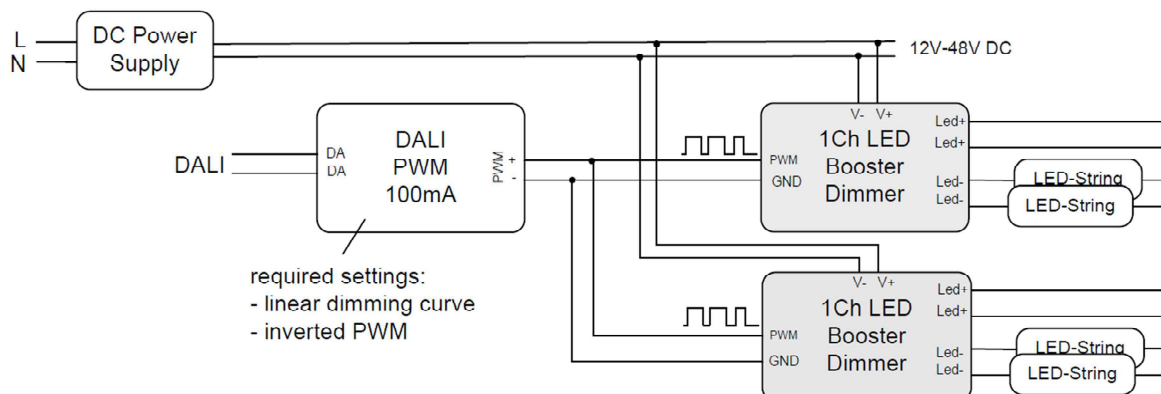 L
N
DC Power
Supply
12V-48V DC
DALI
DA
DA
DALI
PWM
100mA
PWM
+
-
required settings:
- linear dimming curve
- inverted PWM
V-
V+
PWM
GND
1Ch LED
Booster
Dimmer
Led+
Led+
Led-
Led-
LED-String
LED-String
V-
V+
PWM
GND
1Ch LED
Booster
Dimmer
Led+
Led+
Led-
Led-
LED-String
LED-String